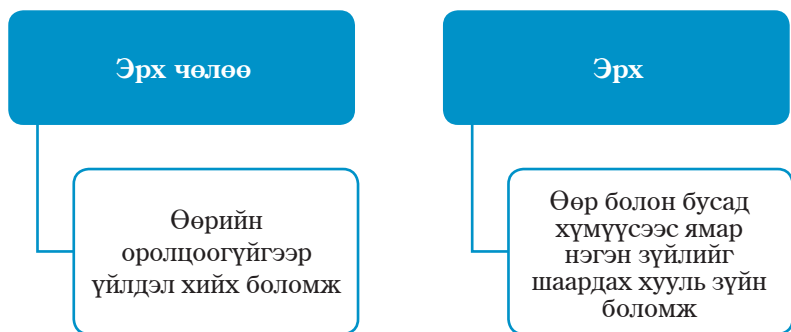 Эрх чөлөө
Өөрийн
оролцоогүйгээр
үйлдэл хийх боломж
Эрх
Өөр болон бусад
хүмүүсээс ямар
нэгэн зүйлийг
шаардах хууль зүйн
боломж